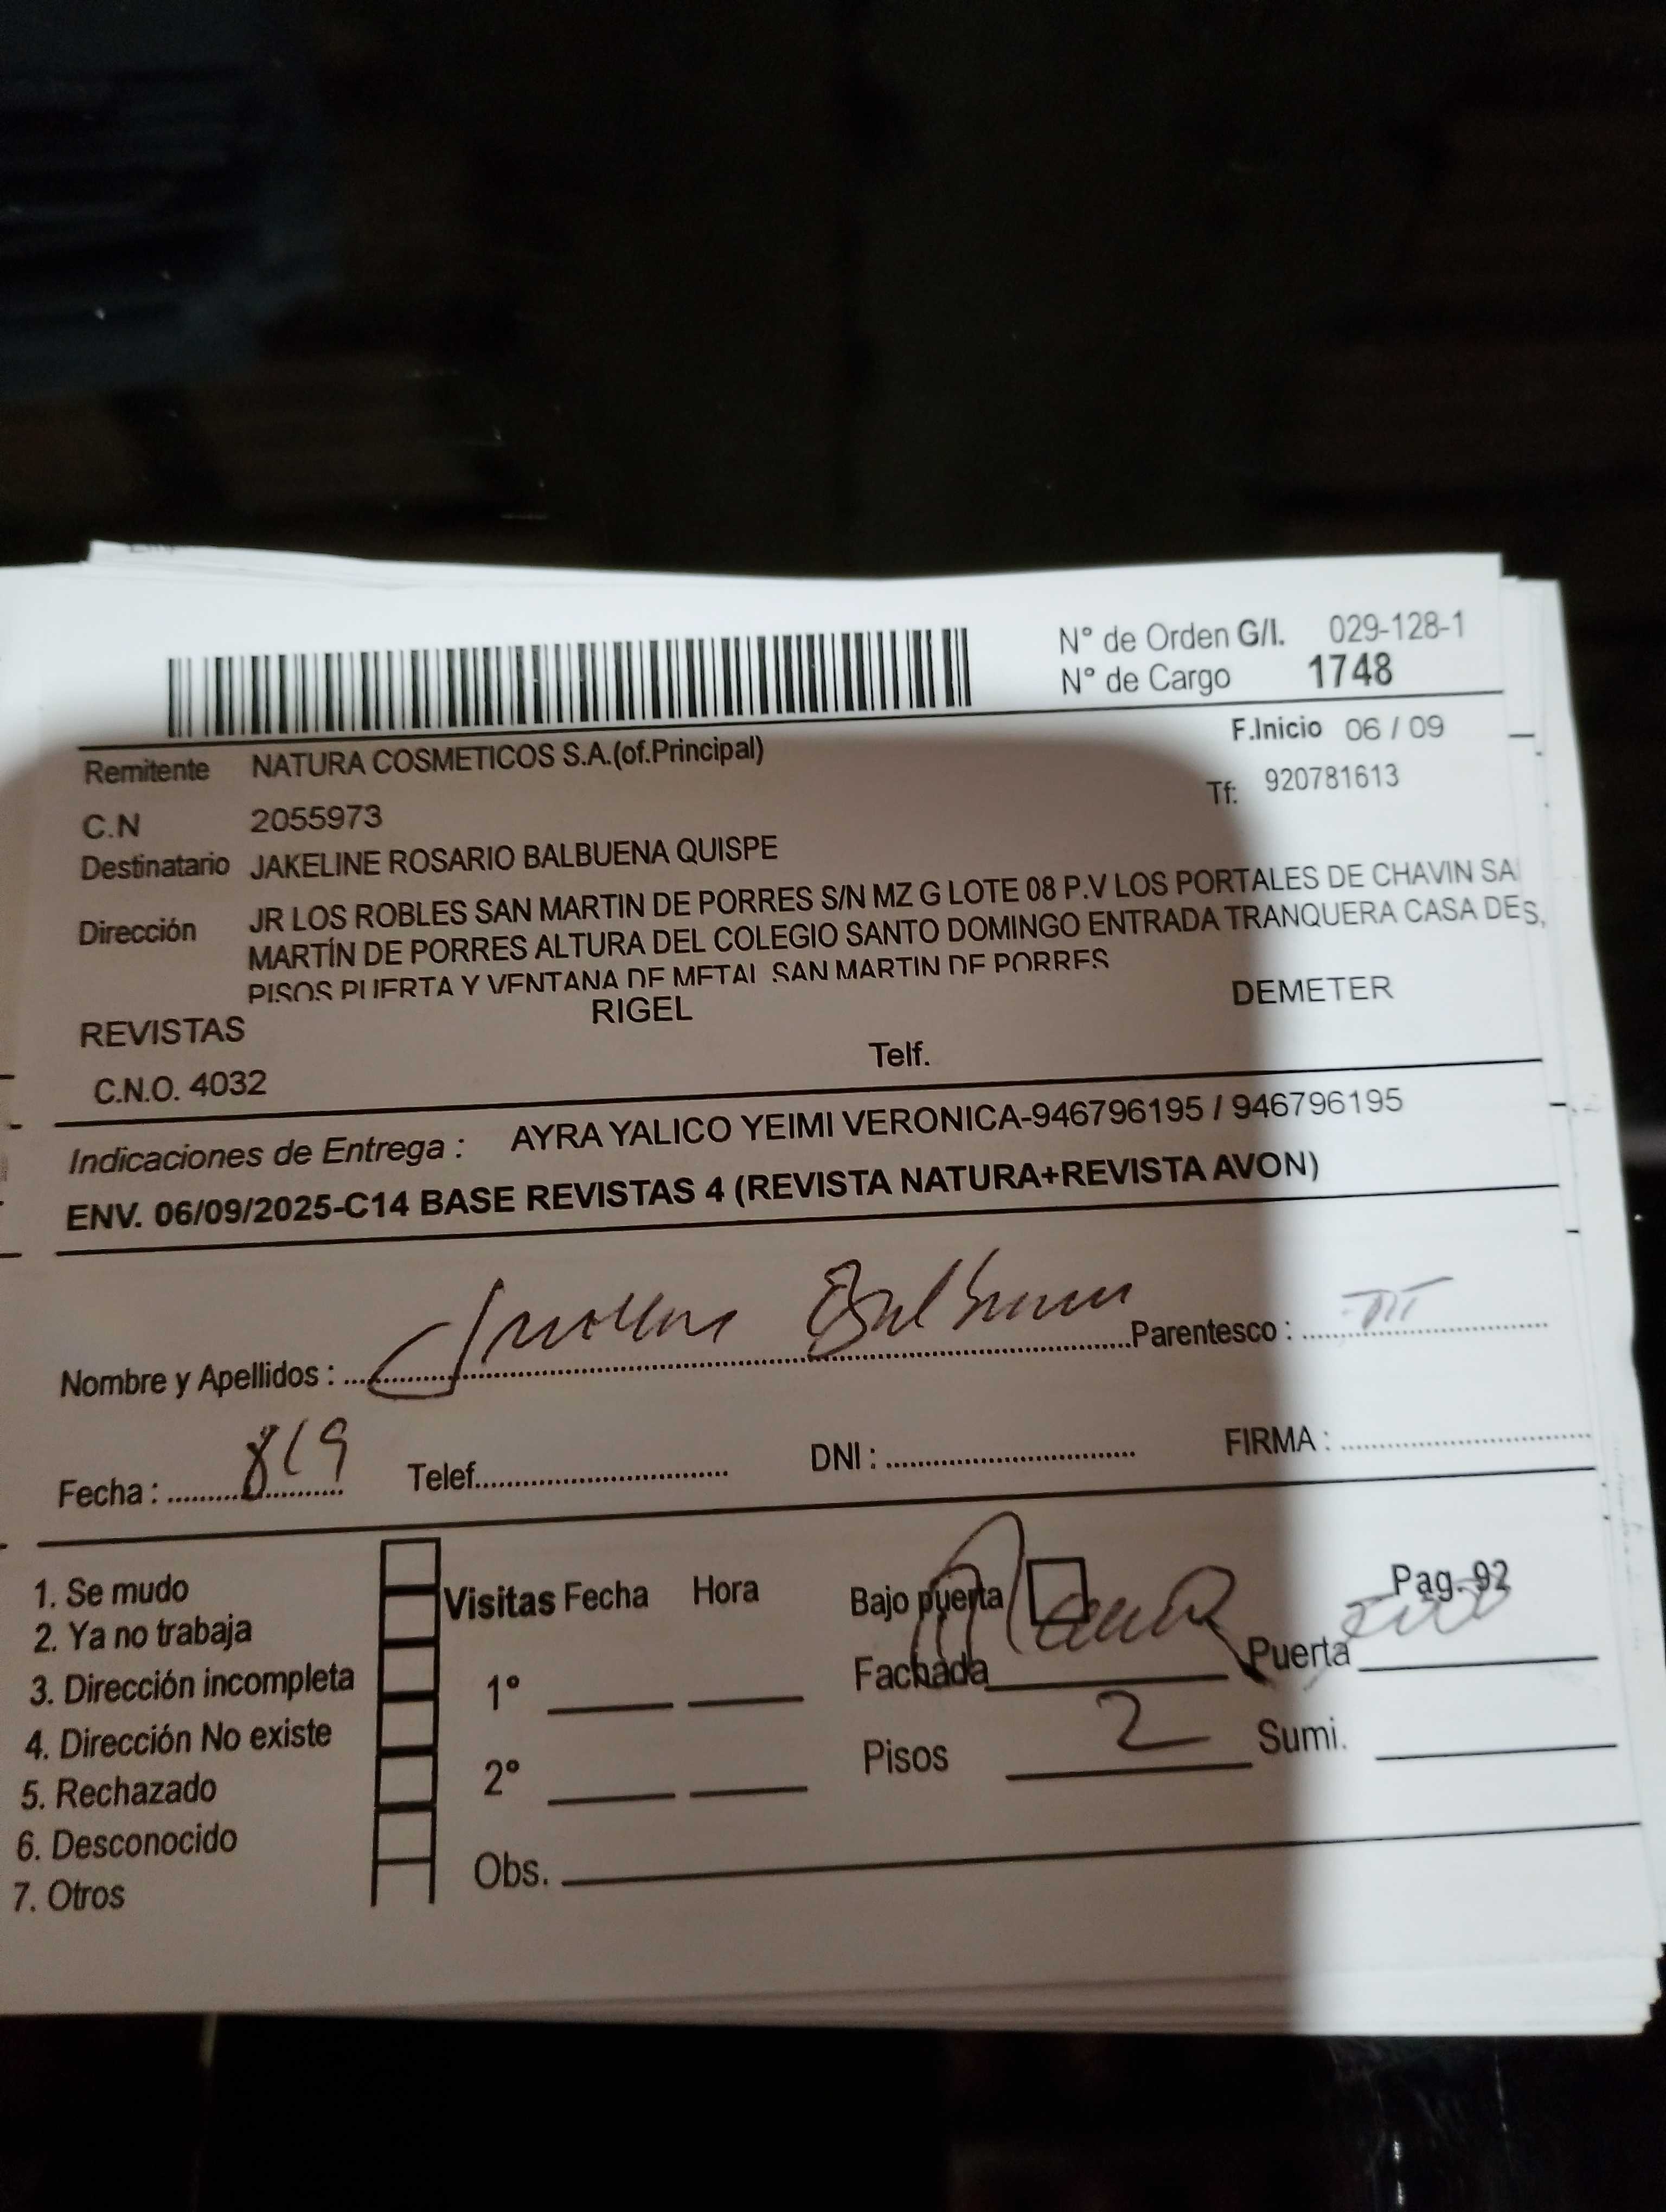 N° de Orden G/I. 029-128-1
N° de Cargo 1748
F.Inicio 06 / 09
Remitente NATURA COSMETICOS S.A.(of.Principal)
Tf: 920781613
C.N 2055973
Destinatario JAKELINE ROSARIO BALBUENA QUISPE
Dirección JR LOS ROBLES SAN MARTIN DE PORRES S/N MZ G LOTE 08 P.V LOS PORTALES DE CHAVIN SA
MARTÍN DE PORRES ALTURA DEL COLEGIO SANTO DOMINGO ENTRADA TRANQUERA CASA DE
PISOS PUERTA Y VENTANA DE METAL SAN MARTIN DE PORRES
REVISTAS RIGEL DEMETER
C.N.O. 4032 Telf.
Indicaciones de Entrega : AYRA YALICO YEIMI VERONICA-946796195 / 946796195
ENV. 06/09/2025-C14 BASE REVISTAS 4 (REVISTA NATURA+REVISTA AVON)
Nombre y Apellidos : Balbuena Parentesco : TIT
Fecha : 8/9 Telef. DNI : FIRMA :
1. Se mudo
2. Ya no trabaja
3. Dirección incompleta
4. Dirección No existe
5. Rechazado
6. Desconocido
7. Otros
Visitas Fecha Hora
1°
2°
Obs.
Bajo puerta Pag. 92
Fachada Puerta
Pisos 2 Sumi.